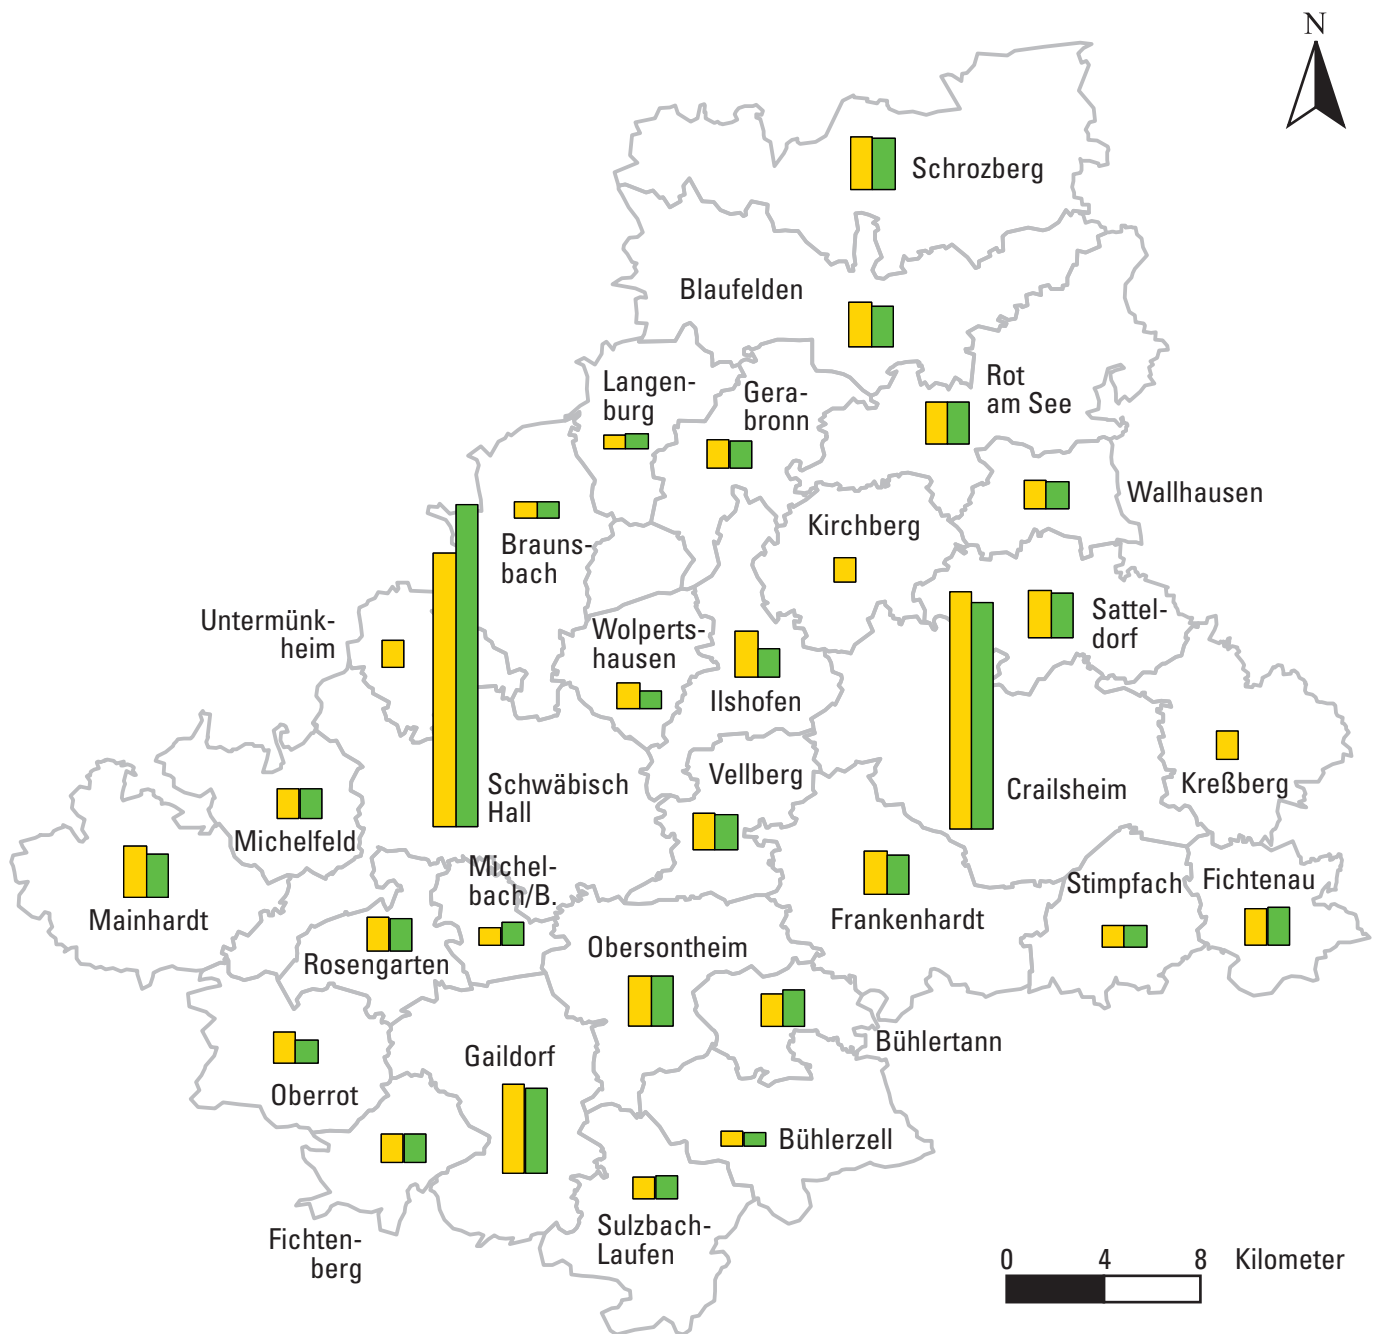 N
Schrozberg
Blaufelden
Rot
am See
Langen-
burg
Gera-
bronn
Wallhausen
Kirchberg
Brauns-
bach
Untermünk-
heim
Wolperts-
hausen
Sattel-
dorf
Ilshofen
Vellberg
Schwäbisch
Hall
Crailsheim
Kreßberg
Michelfeld
Michel-
bach/B.
Stimpfach
Fichtenau
Mainhardt
Frankenhardt
Rosengarten
Obersontheim
Bühlertann
Gaildorf
Oberrot
Bühlerzell
Sulzbach-
Laufen
Fichten-
berg
0 4 8 Kilometer